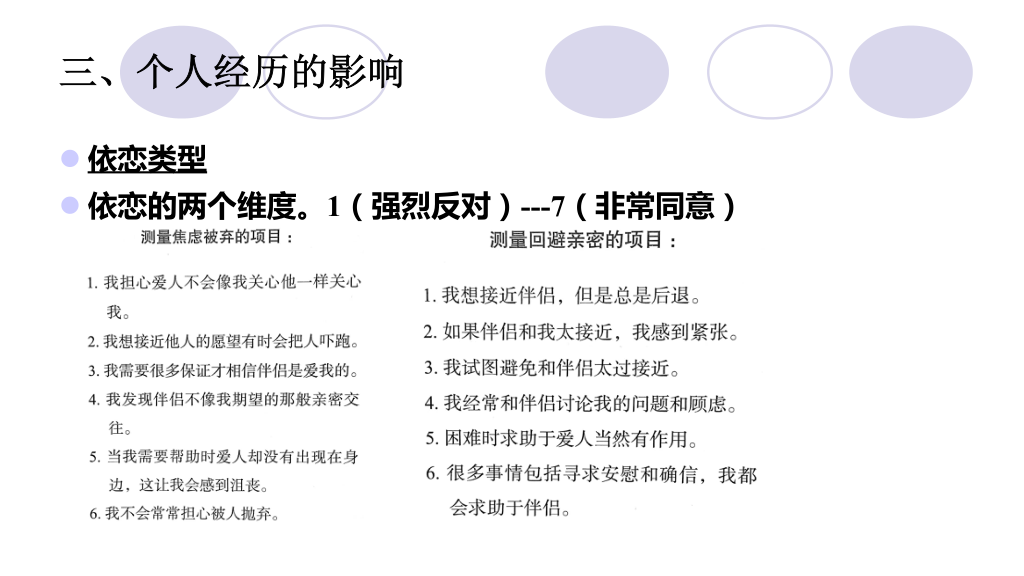 三、个人经历的影响
依恋类型
依恋的两个维度。1（强烈反对）---7（非常同意）
测量焦虑被弃的项目：
1. 我担心爱人不会像我关心他一样关心
我。
2. 我想接近他人的愿望有时会把人吓跑。
3. 我需要很多保证才相信伴侣是爱我的。
4. 我发现伴侣不像我期望的那般亲密交
往。
5. 当我需要帮助时爱人却没有出现在身
边，这让我会感到沮丧。
6. 我不会常常担心被人抛弃。
测量回避亲密的项目：
1. 我想接近伴侣，但是总是后退。
2. 如果伴侣和我太接近，我感到紧张。
3. 我试图避免和伴侣太过接近。
4. 我经常和伴侣讨论我的问题和顾虑。
5. 困难时求助于爱人当然有作用。
6. 很多事情包括寻求安慰和确信，我都
会求助于伴侣。